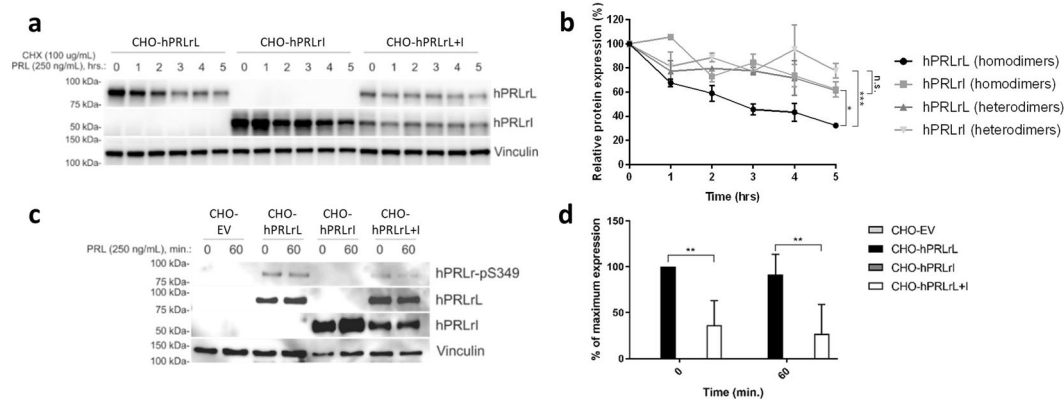 a
CHO-hPRLrL CHO-hPRLrI CHO-hPRLrL+I
CHX (100 ug/mL)
PRL (250 ng/mL), hrs.: 0 1 2 3 4 5 0 1 2 3 4 5 0 1 2 3 4 5
100 kDa-
75 kDa-
hPRLrL
75 kDa-
50 kDa-
hPRLrI
150 kDa-
100 kDa-
Vinculin
b
Relative protein expression (%)
120
100
80
60
40
20
0
0 1 2 3 4 5
Time (hrs)
n.s
***
*
hPRLrL (homodimers)
hPRLrI (homodimers)
hPRLrL (heterodimers)
hPRLrI (heterodimers)
c
CHO-EV
CHO-hPRLrL
CHO-hPRLrI
CHO-hPRLrL+I
PRL (250 ng/mL), min.: 0 60 0 60 0 60 0 60
100 kDa-
75 kDa-
hPRLr-pS349
100 kDa-
75 kDa-
hPRLrL
75 kDa-
50 kDa-
hPRLrI
150 kDa-
100 kDa-
Vinculin
d
% of maximum expression
150
100
50
0
** **
0 60
Time (min.)
CHO-EV
CHO-hPRLrL
CHO-hPRLrI
CHO-hPRLrL+I